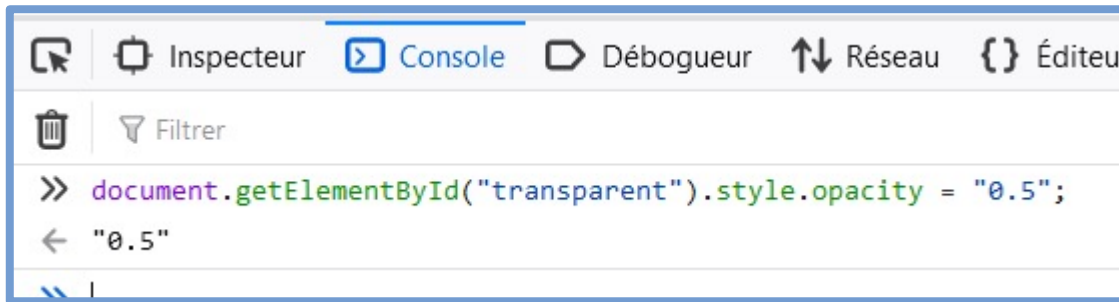 Inspecteur Console Débogueur Réseau {} Éditeu
Filtrer
>> document.getElementById("transparent").style.opacity = "0.5";
← "0.5"
>>